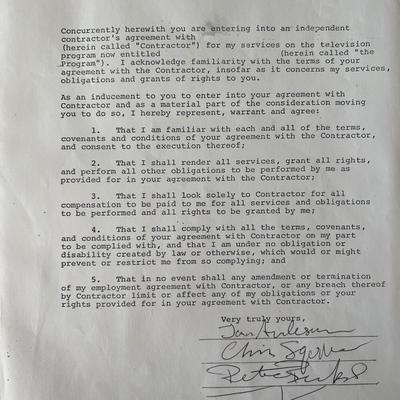 Concurrently herewith you are entering into an independent
contractor's agreement with
(herein called "Contractor") for my services on the television
program now entitled (herein called "the
Program"). I acknowledge familiarity with the terms of your
agreement with the Contractor, insofar as it concerns my services,
obligations and grants of rights to you.
As an inducement to you to enter into your agreement with
Contractor and as a material part of the consideration moving
you to do so, I hereby represent, warrant and agree:
1. That I am familiar with each and all of the terms,
covenants and conditions of your agreement with the Contractor,
and consent to the execution thereof;
2. That I shall render all services, grant all rights,
and perform all other obligations to be performed by me as
provided for in your agreement with the Contractor;
3. That I shall look solely to Contractor for all
compensation to be paid to me for all services and obligations
to be performed and all rights to be granted by me;
4. That I shall comply with all the terms, covenants,
and conditions of your agreement with Contractor on my part
to be complied with, and that I am under no obligation or
disability created by law or otherwise, which would or might
prevent or restrict me from so complying; and
5. That in no event shall any amendment or termination
of my employment agreement with Contractor, or any breach thereof
by Contractor limit or affect any of my obligations or your
rights provided for in your agreement with Contractor.
Very truly yours,
Chris
Peter